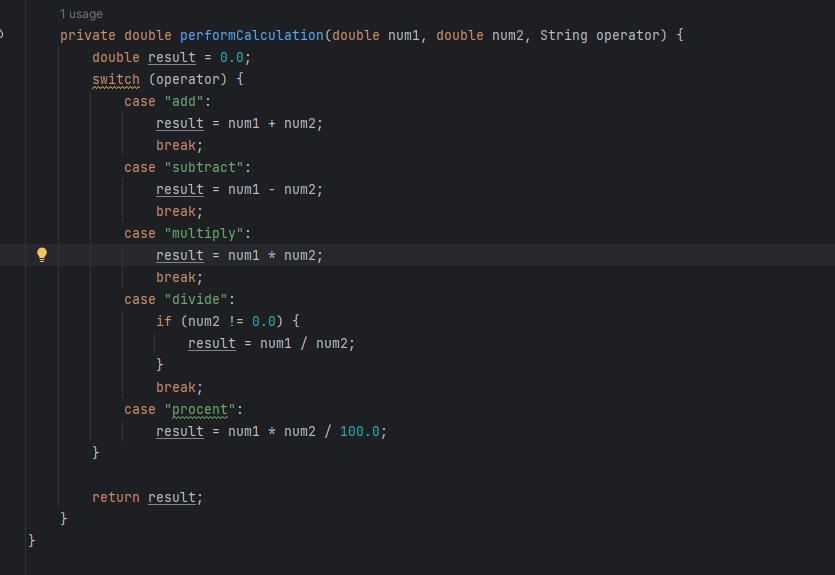 1 usage
private double performCalculation(double num1, double num2, String operator) {
double result = 0.0;
switch (operator) {
case "add":
result = num1 + num2;
break;
case "subtract":
result = num1 - num2;
break;
case "multiply":
result = num1 * num2;
break;
case "divide":
if (num2 != 0.0) {
result = num1 / num2;
}
break;
case "procent":
result = num1 * num2 / 100.0;
}
return result;
}
}